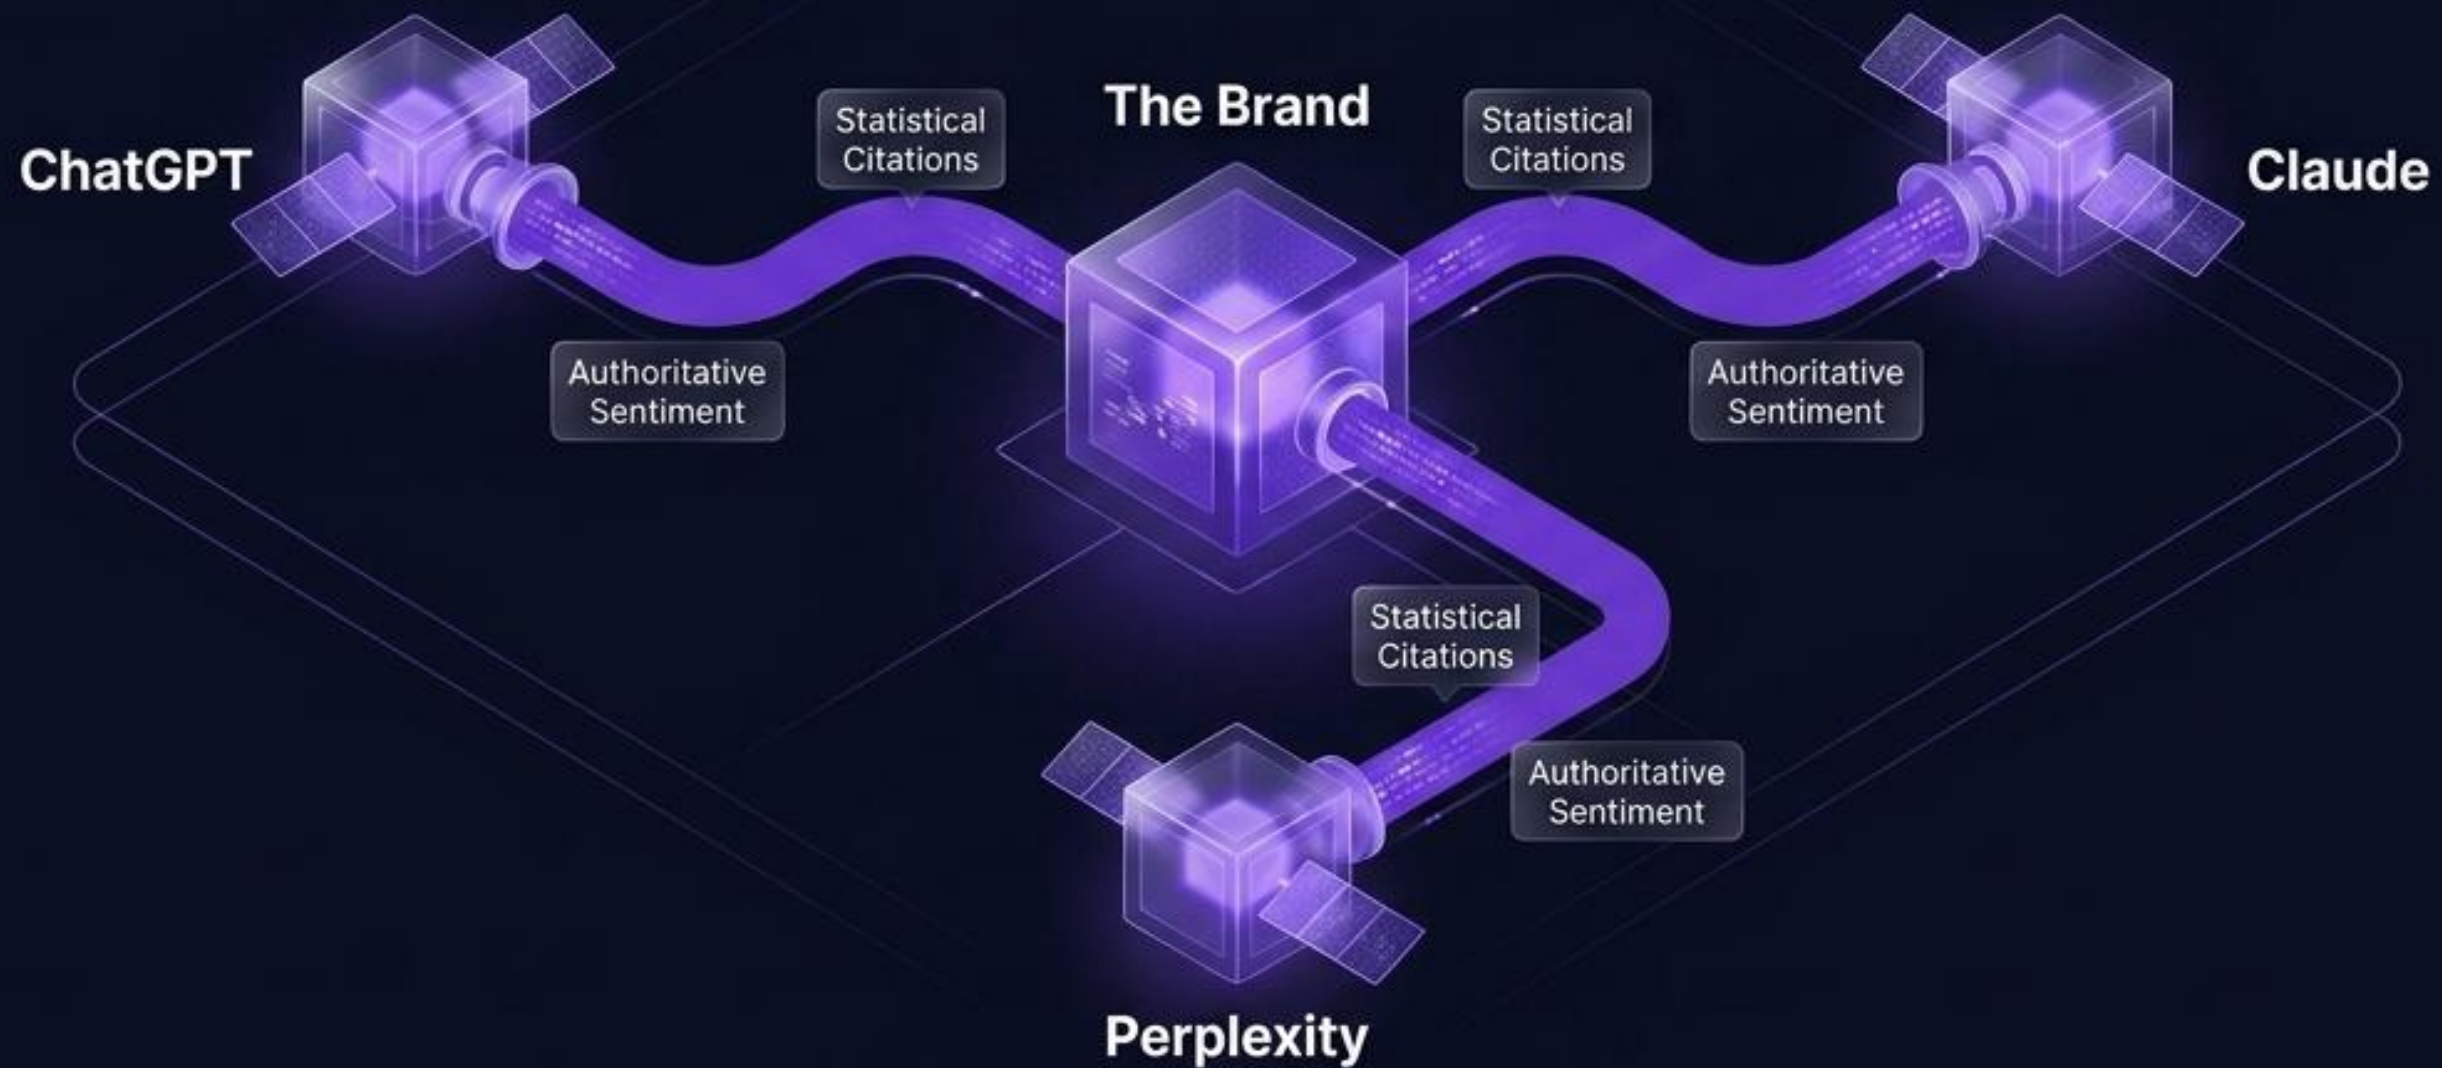 The Brand
Statistical
Citations
Statistical
Citations
ChatGPT
Claude
Authoritative
Sentiment
Authoritative
Sentiment
Statistical
Citations
Authoritative
Sentiment
Perplexity